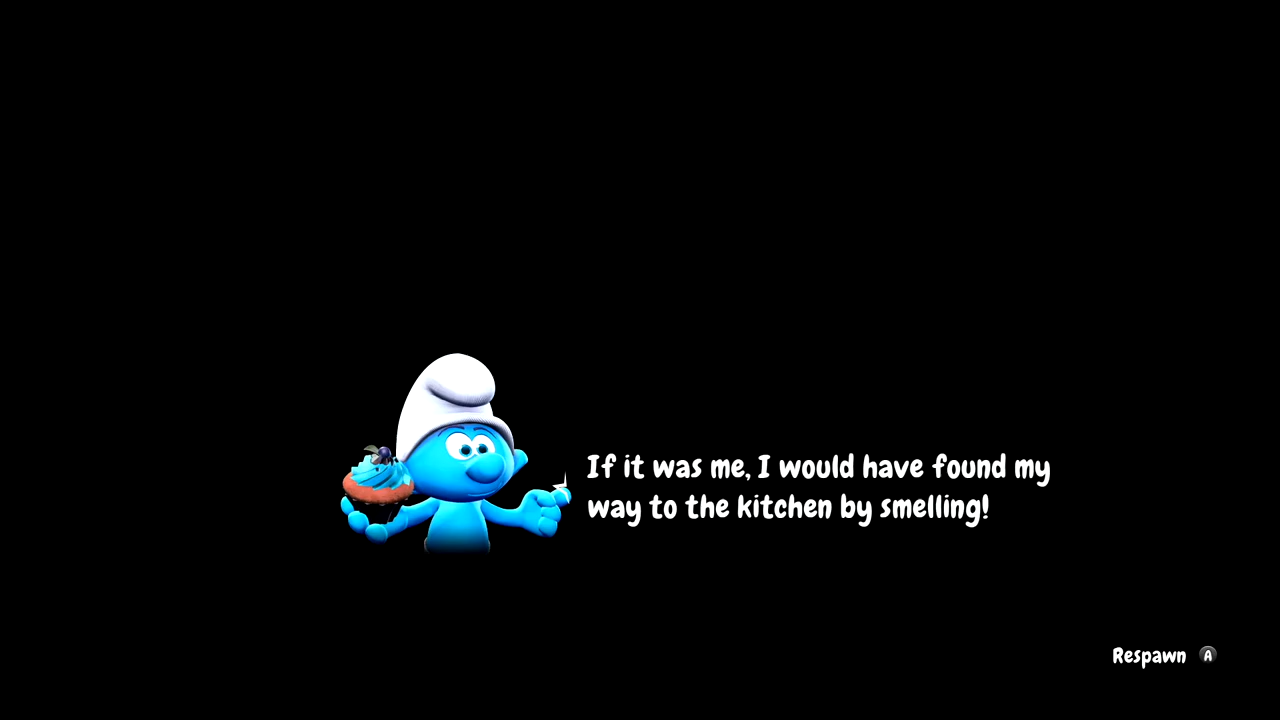 If it was me, I would have found my
way to the kitchen by smelling!
Respawn A